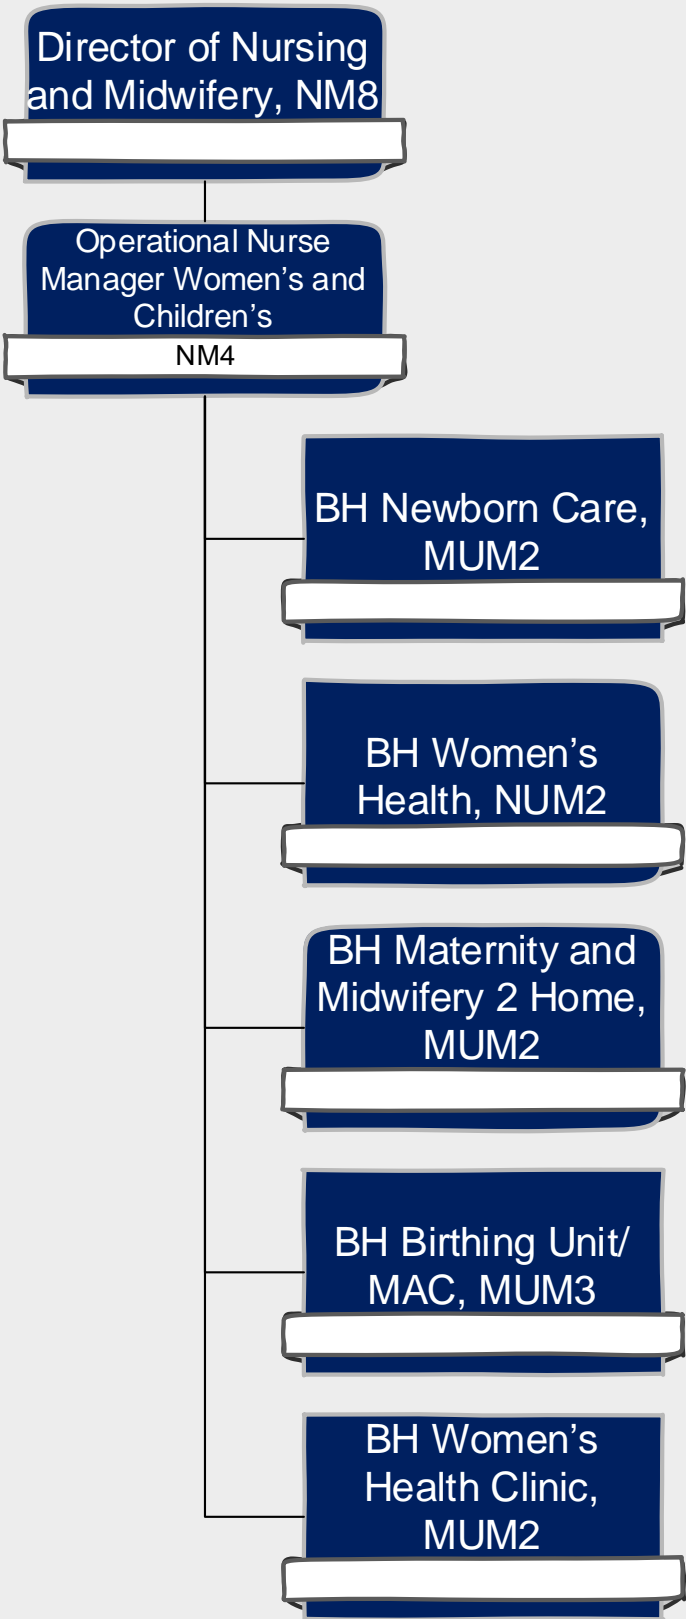 Director of Nursing
and Midwifery, NM8
Operational Nurse
Manager Women’s and
Children’s
NM4
BH Newborn Care,
MUM2
BH Women’s
Health, NUM2
BH Maternity and
Midwifery 2 Home,
MUM2
BH Birthing Unit/
MAC, MUM3
BH Women’s
Health Clinic,
MUM2